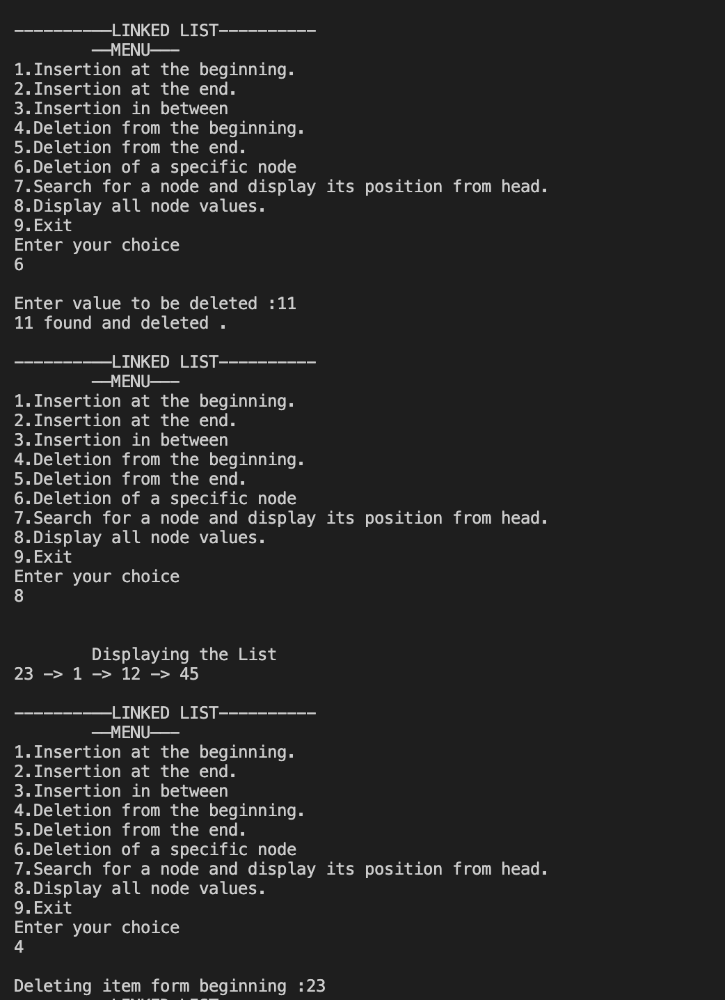 ----------LINKED LIST----------
--MENU---
1.Insertion at the beginning.
2.Insertion at the end.
3.Insertion in between
4.Deletion from the beginning.
5.Deletion from the end.
6.Deletion of a specific node
7.Search for a node and display its position from head.
8.Display all node values.
9.Exit
Enter your choice
6
Enter value to be deleted :11
11 found and deleted .
----------LINKED LIST----------
--MENU---
1.Insertion at the beginning.
2.Insertion at the end.
3.Insertion in between
4.Deletion from the beginning.
5.Deletion from the end.
6.Deletion of a specific node
7.Search for a node and display its position from head.
8.Display all node values.
9.Exit
Enter your choice
8
Displaying the List
23 -> 1 -> 12 -> 45
----------LINKED LIST----------
--MENU---
1.Insertion at the beginning.
2.Insertion at the end.
3.Insertion in between
4.Deletion from the beginning.
5.Deletion from the end.
6.Deletion of a specific node
7.Search for a node and display its position from head.
8.Display all node values.
9.Exit
Enter your choice
4
Deleting item form beginning :23